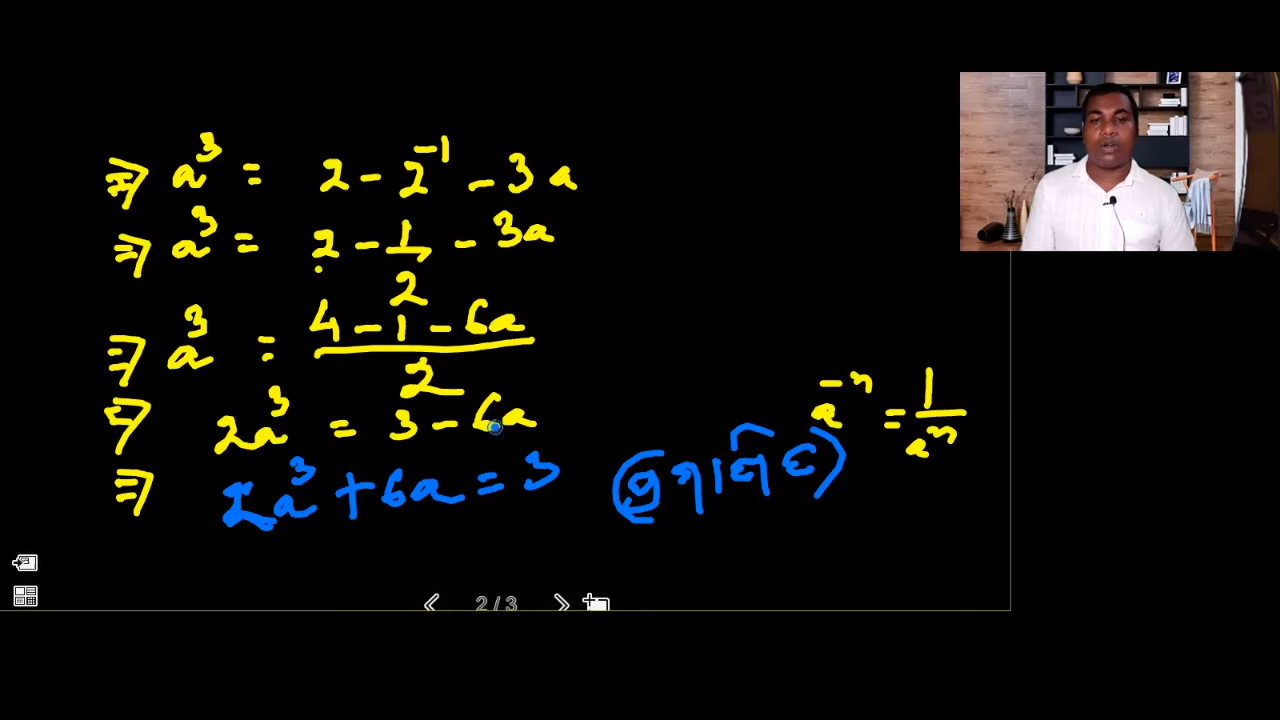 ⇒ a³ = 2 - 2⁻¹ - 3a
⇒ a³ = 2 - 1/2 - 3a
⇒ a³ = (4 - 1 - 6a)/2
⇒ 2a³ = 3 - 6a
a⁻ⁿ = 1/aⁿ
⇒ 2a³ + 6a = 3
2 / 3